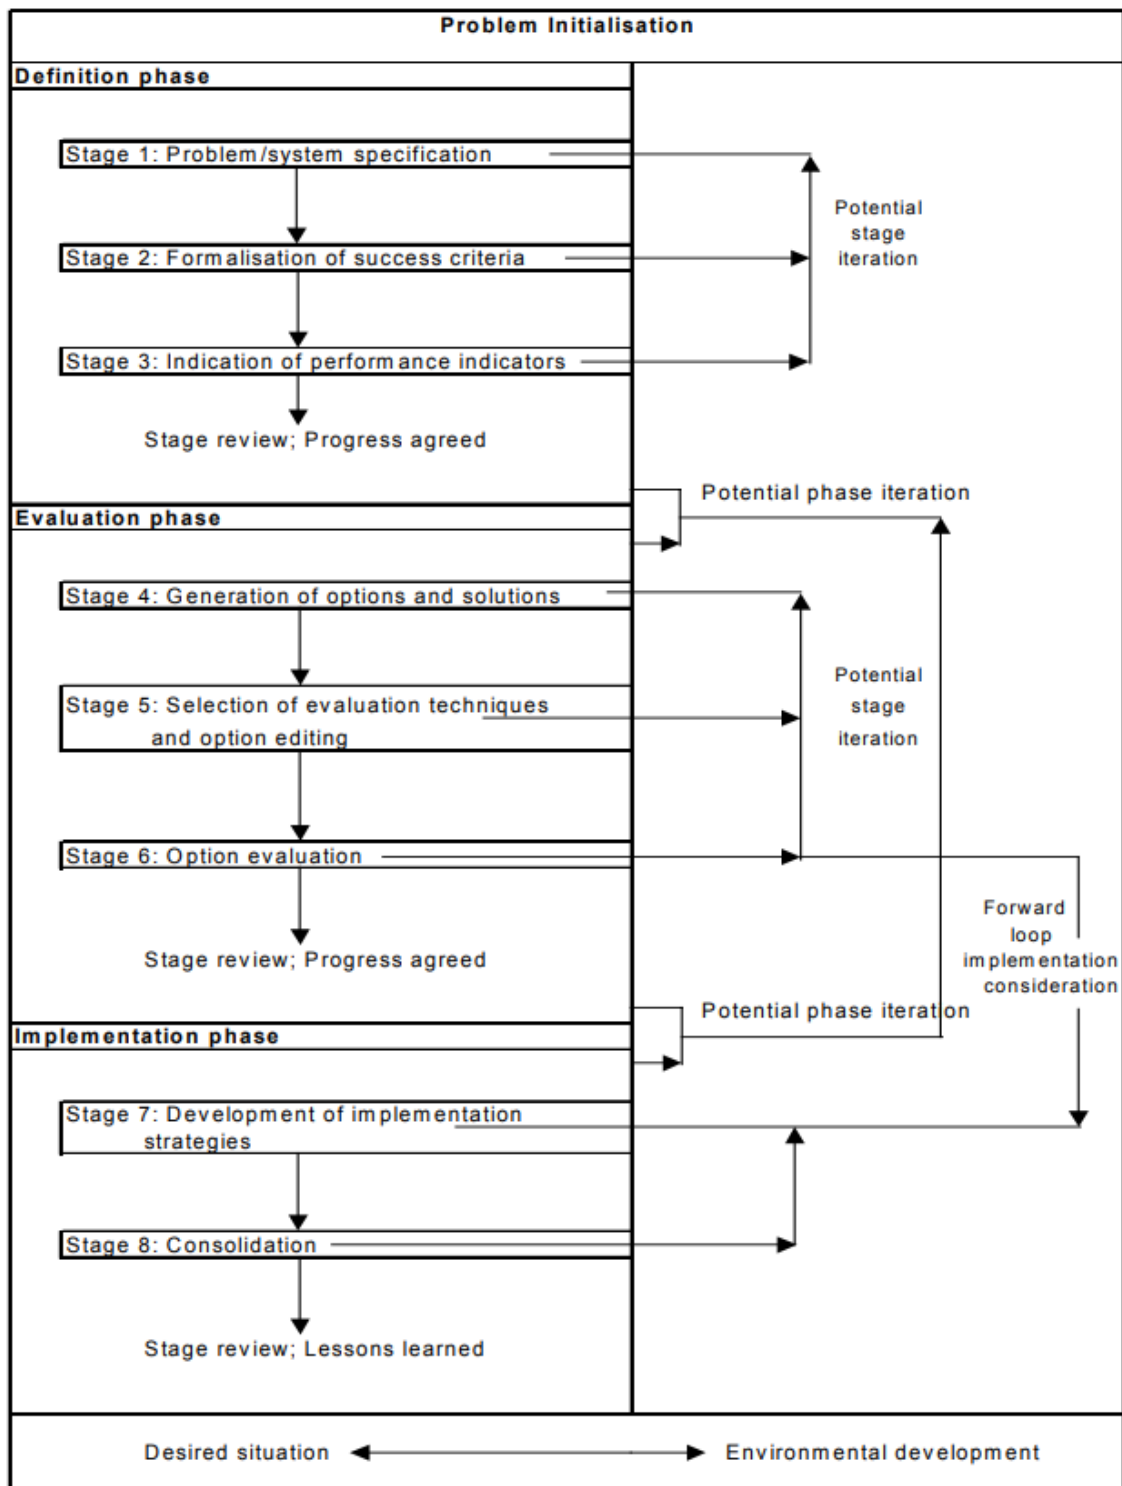 Problem Initialisation
Definition phase
Stage 1: Problem/system specification
Potential
stage
iteration
Stage 2: Formalisation of success criteria
Stage 3: Indication of performance indicators
Stage review; Progress agreed
Potential phase iteration
Evaluation phase
Stage 4: Generation of options and solutions
Potential
stage
iteration
Stage 5: Selection of evaluation techniques
and option editing
Stage 6: Option evaluation
Forward
loop
implementation
consideration
Stage review; Progress agreed
Potential phase iteration
Implementation phase
Stage 7: Development of implementation
strategies
Stage 8: Consolidation
Stage review; Lessons learned
Desired situation
Environmental development